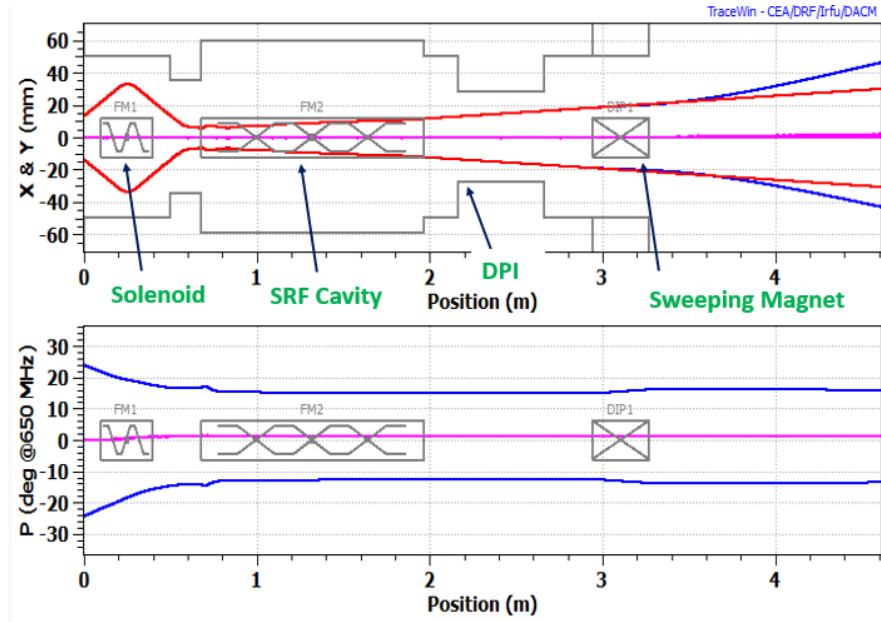 TraceWin - CEA/DRF/Irfu/DACM
X & Y (mm)
60
40
20
0
-20
-40
-60
FM1
FM2
DIP1
0
1
2
3
4
Position (m)
Solenoid
SRF Cavity
DPI
Sweeping Magnet
P (deg @650 MHz)
30
20
10
0
-10
-20
-30
FM1
FM2
DIP1
0
1
2
3
4
Position (m)